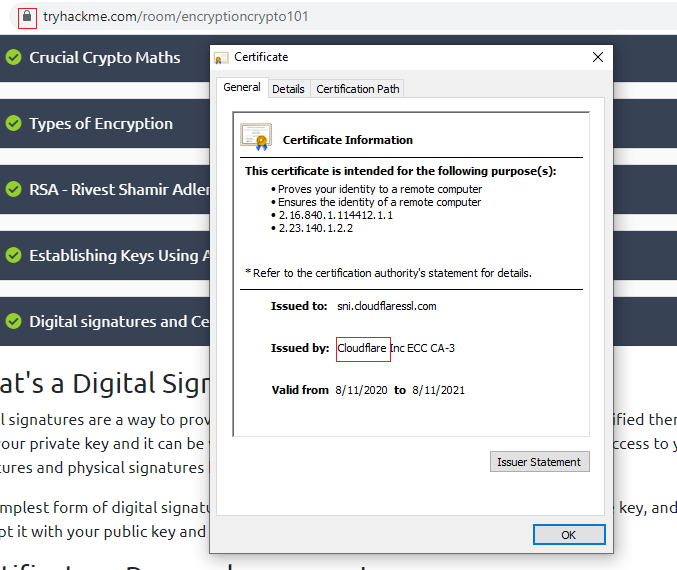 tryhackme.com/room/encryptioncrypto101
Crucial Crypto Maths
Types of Encryption
RSA - Rivest Shamir Adler
Establishing Keys Using A
Digital signatures and Ce
Certificate
General Details Certification Path
Certificate Information
This certificate is intended for the following purpose(s):
• Proves your identity to a remote computer
• Ensures the identity of a remote computer
• 2.16.840.1.114412.1.1
• 2.23.140.1.2.2
* Refer to the certification authority's statement for details.
Issued to: sni.cloudflaressl.com
Issued by: Cloudflare Inc ECC CA-3
Valid from 8/11/2020 to 8/11/2021
Issuer Statement
OK
at's a Digital Sig
l signatures are a way to prov
ified ther
our private key and it can be
ccess to y
tures and physical signatures
mplest form of digital signatu
e key, and
pt it with your public key and